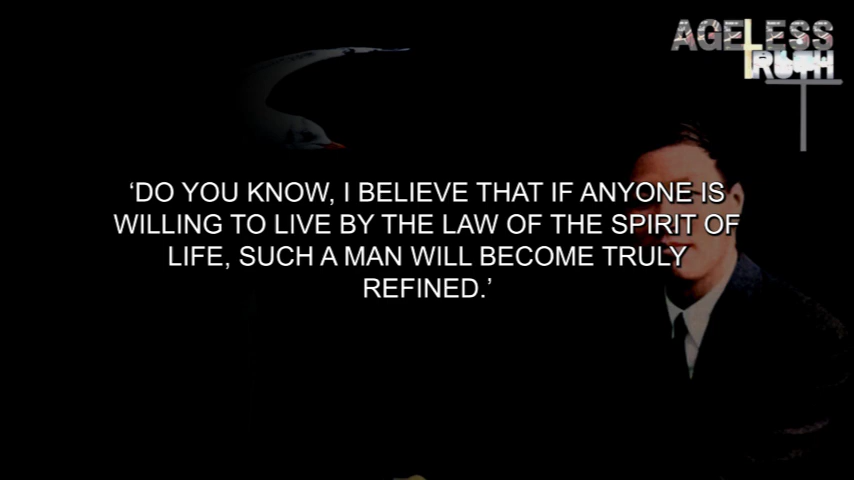 AGELESS
TRUTH
‘DO YOU KNOW, I BELIEVE THAT IF ANYONE IS
WILLING TO LIVE BY THE LAW OF THE SPIRIT OF
LIFE, SUCH A MAN WILL BECOME TRULY
REFINED.’